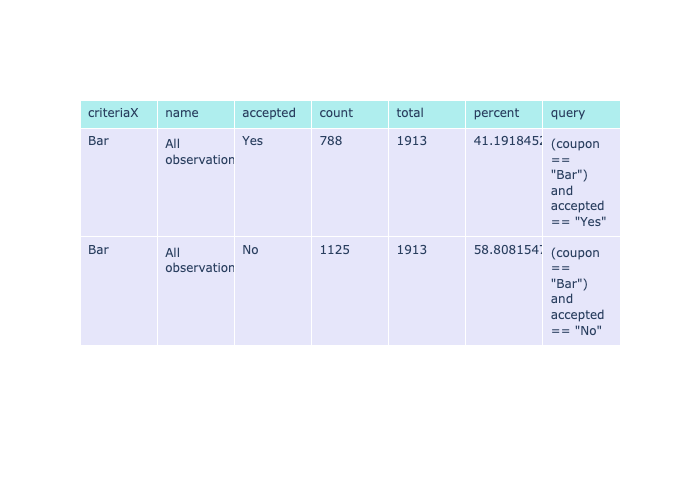 criteriaX name accepted count total percent query
Bar All observation Yes 788 1913 41.1918452 (coupon
==
"Bar")
and
accepted
== "Yes"
Bar All observation No 1125 1913 58.8081547 (coupon
==
"Bar")
and
accepted
== "No"